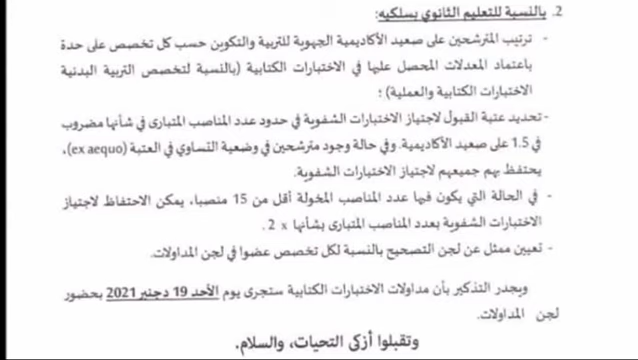 2. بالنسبة للتعليم الثانوي بسلكيه:
- ترتيب المترشحين على صعيد الأكاديمية الجهوية للتربية والتكوين حسب كل تخصص على حدة
باعتماد المعدلات المحصل عليها في الاختبارات الكتابية (بالنسبة لتخصص التربية البدنية
الاختبارات الكتابية والعملية)؛
- تحديد عتبة القبول لاجتياز الاختبارات الشفوية في حدود عدد المناصب المتبارى في شأنها مضروب
في 1.5 على صعيد الأكاديمية. وفي حالة وجود مترشحين في وضعية التساوي في العتبة (ex aequo)،
يحتفظ بهم جميعهم لاجتياز الاختبارات الشفوية.
- في الحالة التي يكون فيها عدد المناصب المخولة أقل من 15 منصبا، يمكن الاحتفاظ لاجتياز
الاختبارات الشفوية بعدد المناصب المتبارى بشأنها x 2.
- تعيين ممثل عن لجن التصحيح بالنسبة لكل تخصص عضوا في لجن المداولات.
ويجدر التذكير بأن مداولات الاختبارات الكتابية ستجرى يوم الأحد 19 دجنبر 2021 بحضور
لجن المداولات.
وتقبلوا أزكى التحيات، والسلام.